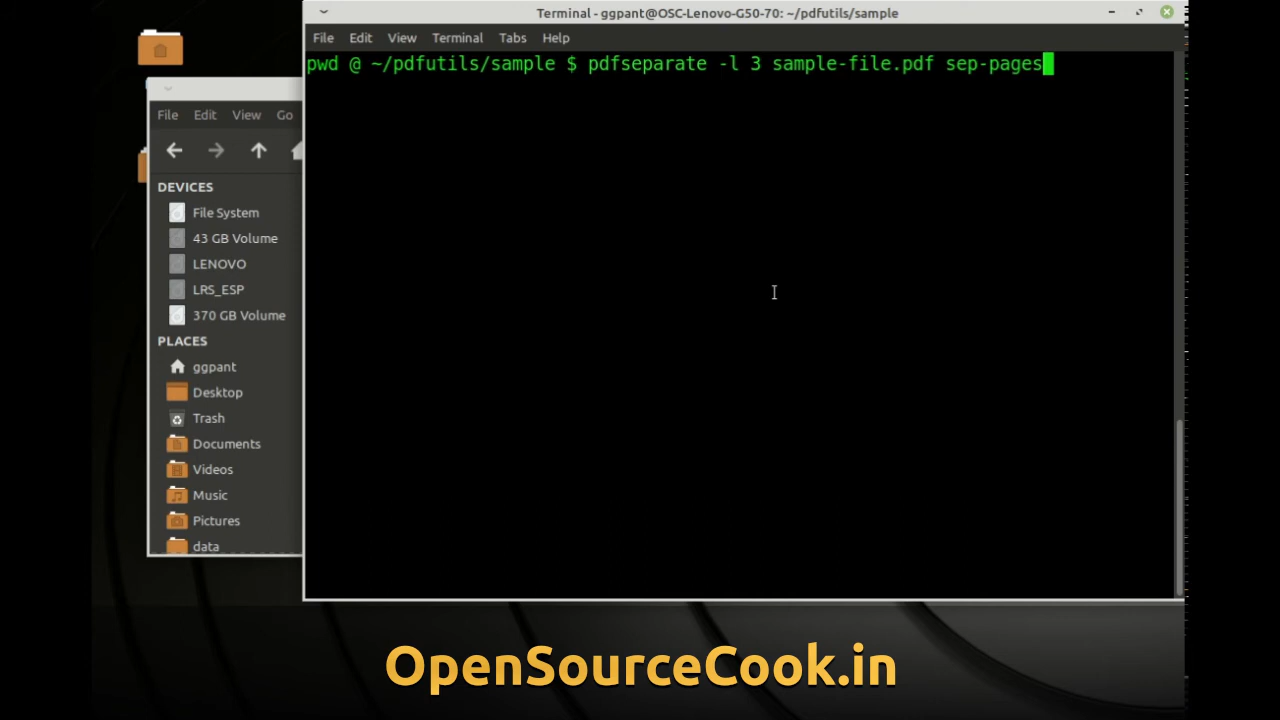 Terminal - ggpant@OSC-Lenovo-G50-70: ~/pdfutils/sample
File Edit View Terminal Tabs Help
pwd @ ~/pdfutils/sample $ pdfseparate -l 3 sample-file.pdf sep-pages
File Edit View Go
DEVICES
File System
43 GB Volume
LENOVO
LRS_ESP
370 GB Volume
PLACES
ggpant
Desktop
Trash
Documents
Videos
Music
Pictures
data
OpenSourceCook.in